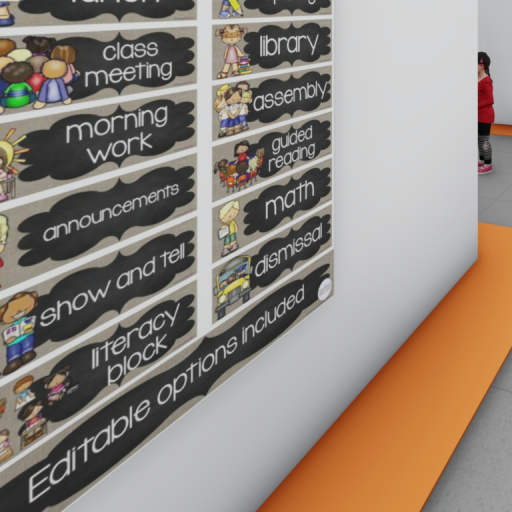 class
meeting
morning
work
announcements
show and tell
literacy
block
library
assembly
guided
reading
math
dismissal
Editable options included